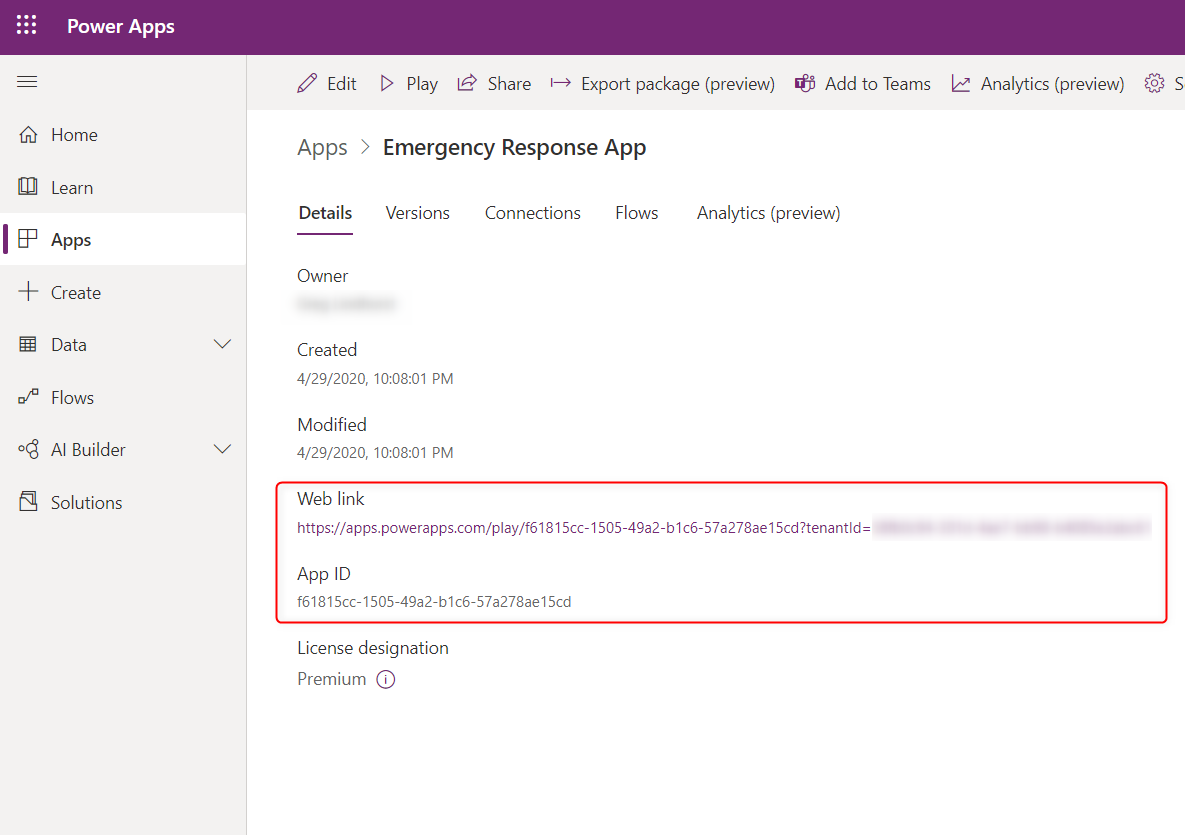 Power Apps
Edit Play Share Export package (preview) Add to Teams Analytics (preview)
Home
Learn
Apps
Create
Data
Flows
AI Builder
Solutions
Apps > Emergency Response App
Details Versions Connections Flows Analytics (preview)
Owner
Created
4/29/2020, 10:08:01 PM
Modified
4/29/2020, 10:08:01 PM
Web link
https://apps.powerapps.com/play/f61815cc-1505-49a2-b1c6-57a278ae15cd?tenantId=
App ID
f61815cc-1505-49a2-b1c6-57a278ae15cd
License designation
Premium